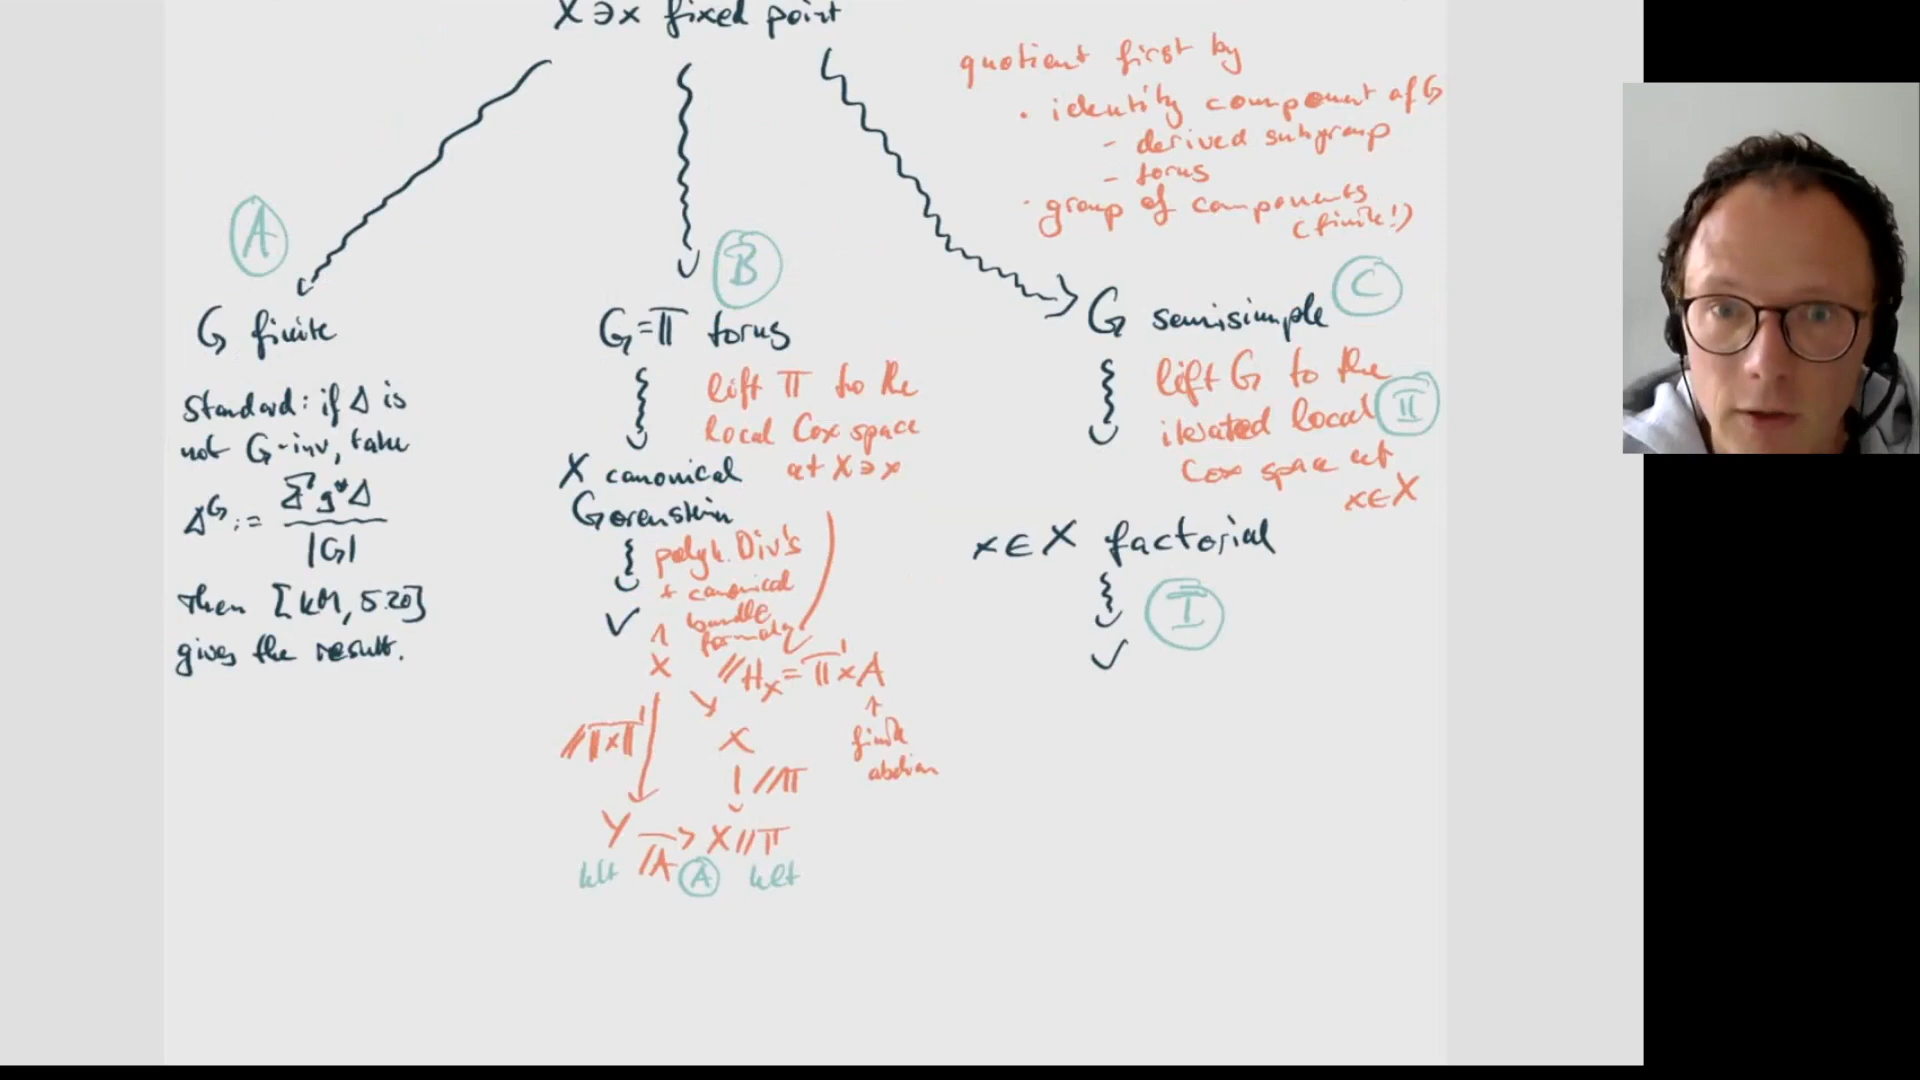 X ∋ x fixed point
quotient first by
· identity component of G
- derived subgroup
- torus
· group of components
(finite!)
A
G finite
Standard: if Δ is
not G-inv, take
Δ^G := Σ g*Δ / |G|
then [KM, 5.20]
gives the result.
B
G = 𝕋 torus
lift 𝕋 to the
local Cox space
at X ∋ x
X canonical
Gorenstein
polyh. Div's
+ canonical
bundle
formula
✓
X //H_X = 𝕋' × A
finite
abelian
//𝕋×𝕋'
X
//𝕋
Y → X//𝕋
/A
klt A klt
C
G semisimple
lift G to the
iterated local II
Cox space at
x ∈ X
x ∈ X factorial
I
✓